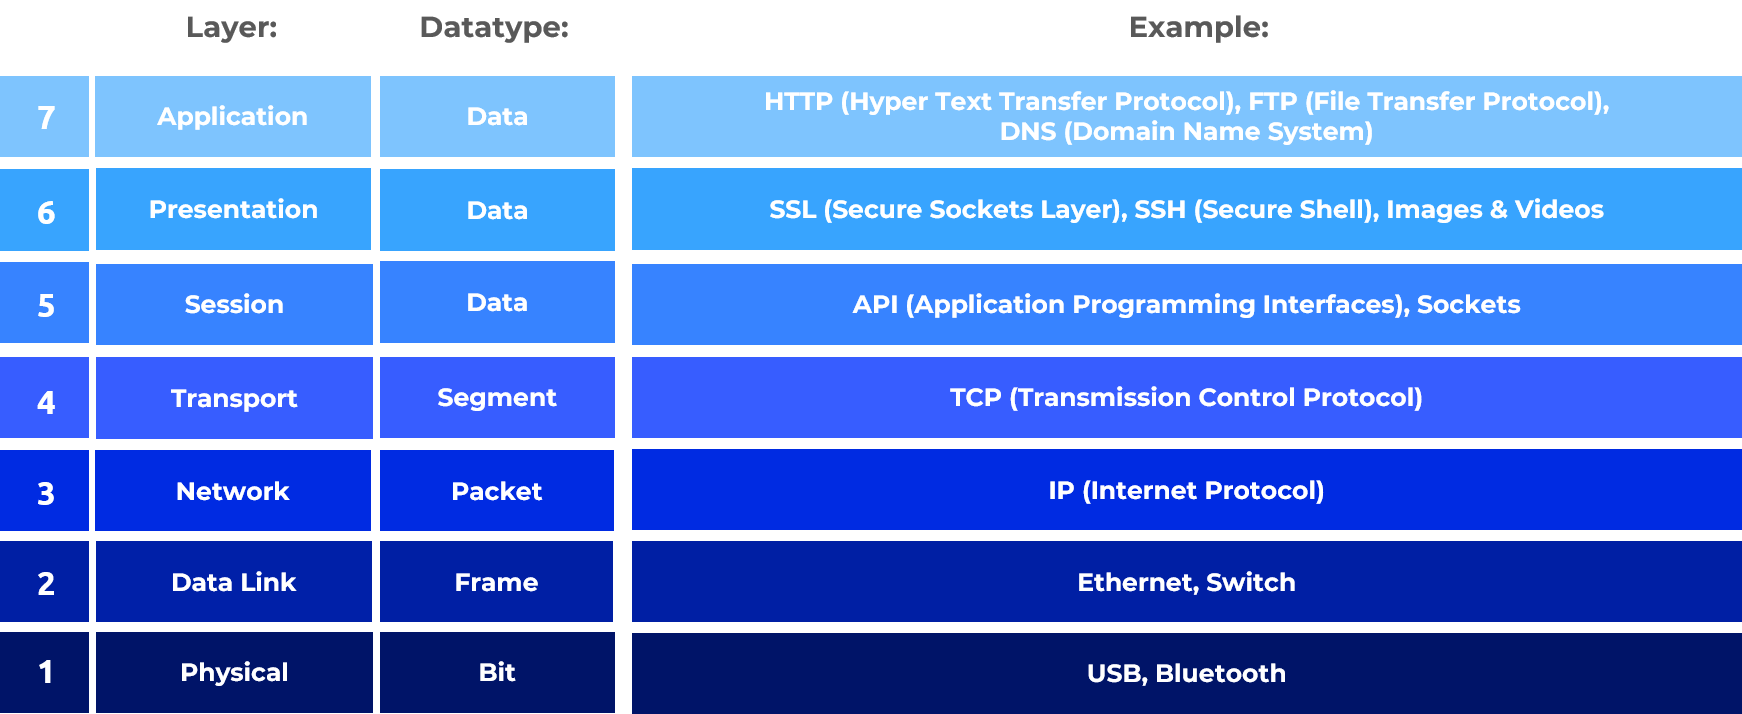 Layer: Datatype: Example:
7 Application Data HTTP (Hyper Text Transfer Protocol), FTP (File Transfer Protocol),
DNS (Domain Name System)
6 Presentation Data SSL (Secure Sockets Layer), SSH (Secure Shell), Images & Videos
5 Session Data API (Application Programming Interfaces), Sockets
4 Transport Segment TCP (Transmission Control Protocol)
3 Network Packet IP (Internet Protocol)
2 Data Link Frame Ethernet, Switch
1 Physical Bit USB, Bluetooth